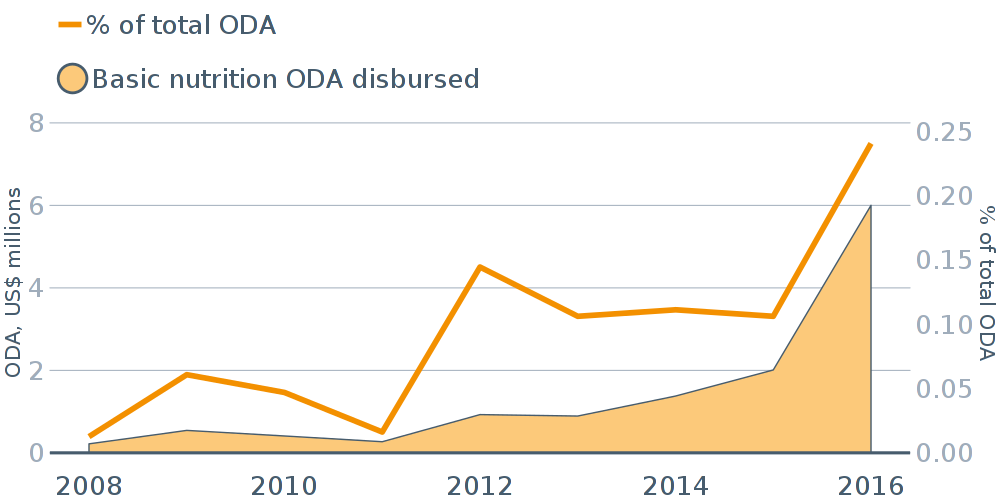 % of total ODA
Basic nutrition ODA disbursed
8
6
4
2
0
ODA, US$ millions
0.25
0.20
0.15
0.10
0.05
0.00
% of total ODA
2008 2010 2012 2014 2016